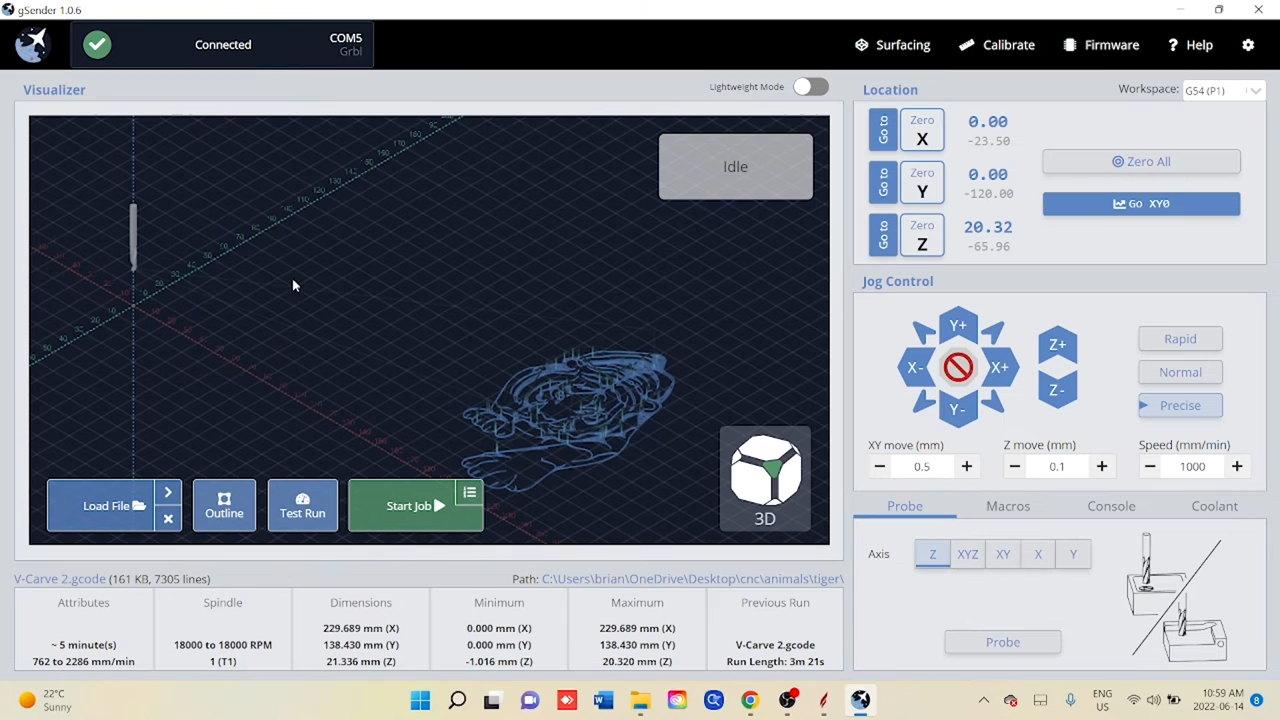 gSender 1.0.6
Connected
COM5
Grbl
Surfacing
Calibrate
Firmware
Help
Visualizer
Lightweight Mode
Location
Workspace:
G54 (P1)
Idle
Go to
Zero
X
0.00
-23.50
Zero All
Go to
Zero
Y
0.00
-120.00
Go XY0
Go to
Zero
Z
20.32
-65.96
Jog Control
Y+
X-
X+
Y-
Z+
Z-
Rapid
Normal
Precise
XY move (mm)
Z move (mm)
Speed (mm/min)
0.5
0.1
1000
Load File
Outline
Test Run
Start Job
3D
Probe
Macros
Console
Coolant
Axis
Z
XYZ
XY
X
Y
Probe
V-Carve 2.gcode (161 KB, 7305 lines)
Path: C:\Users\brian\OneDrive\Desktop\cnc\animals\tiger\
Attributes
Spindle
Dimensions
Minimum
Maximum
Previous Run
~ 5 minute(s)
762 to 2286 mm/min
18000 to 18000 RPM
1 (T1)
229.689 mm (X)
138.430 mm (Y)
21.336 mm (Z)
0.000 mm (X)
0.000 mm (Y)
-1.016 mm (Z)
229.689 mm (X)
138.430 mm (Y)
20.320 mm (Z)
V-Carve 2.gcode
Run Length: 3m 21s
22°C
Sunny
ENG
US
10:59 AM
2022-06-14
8